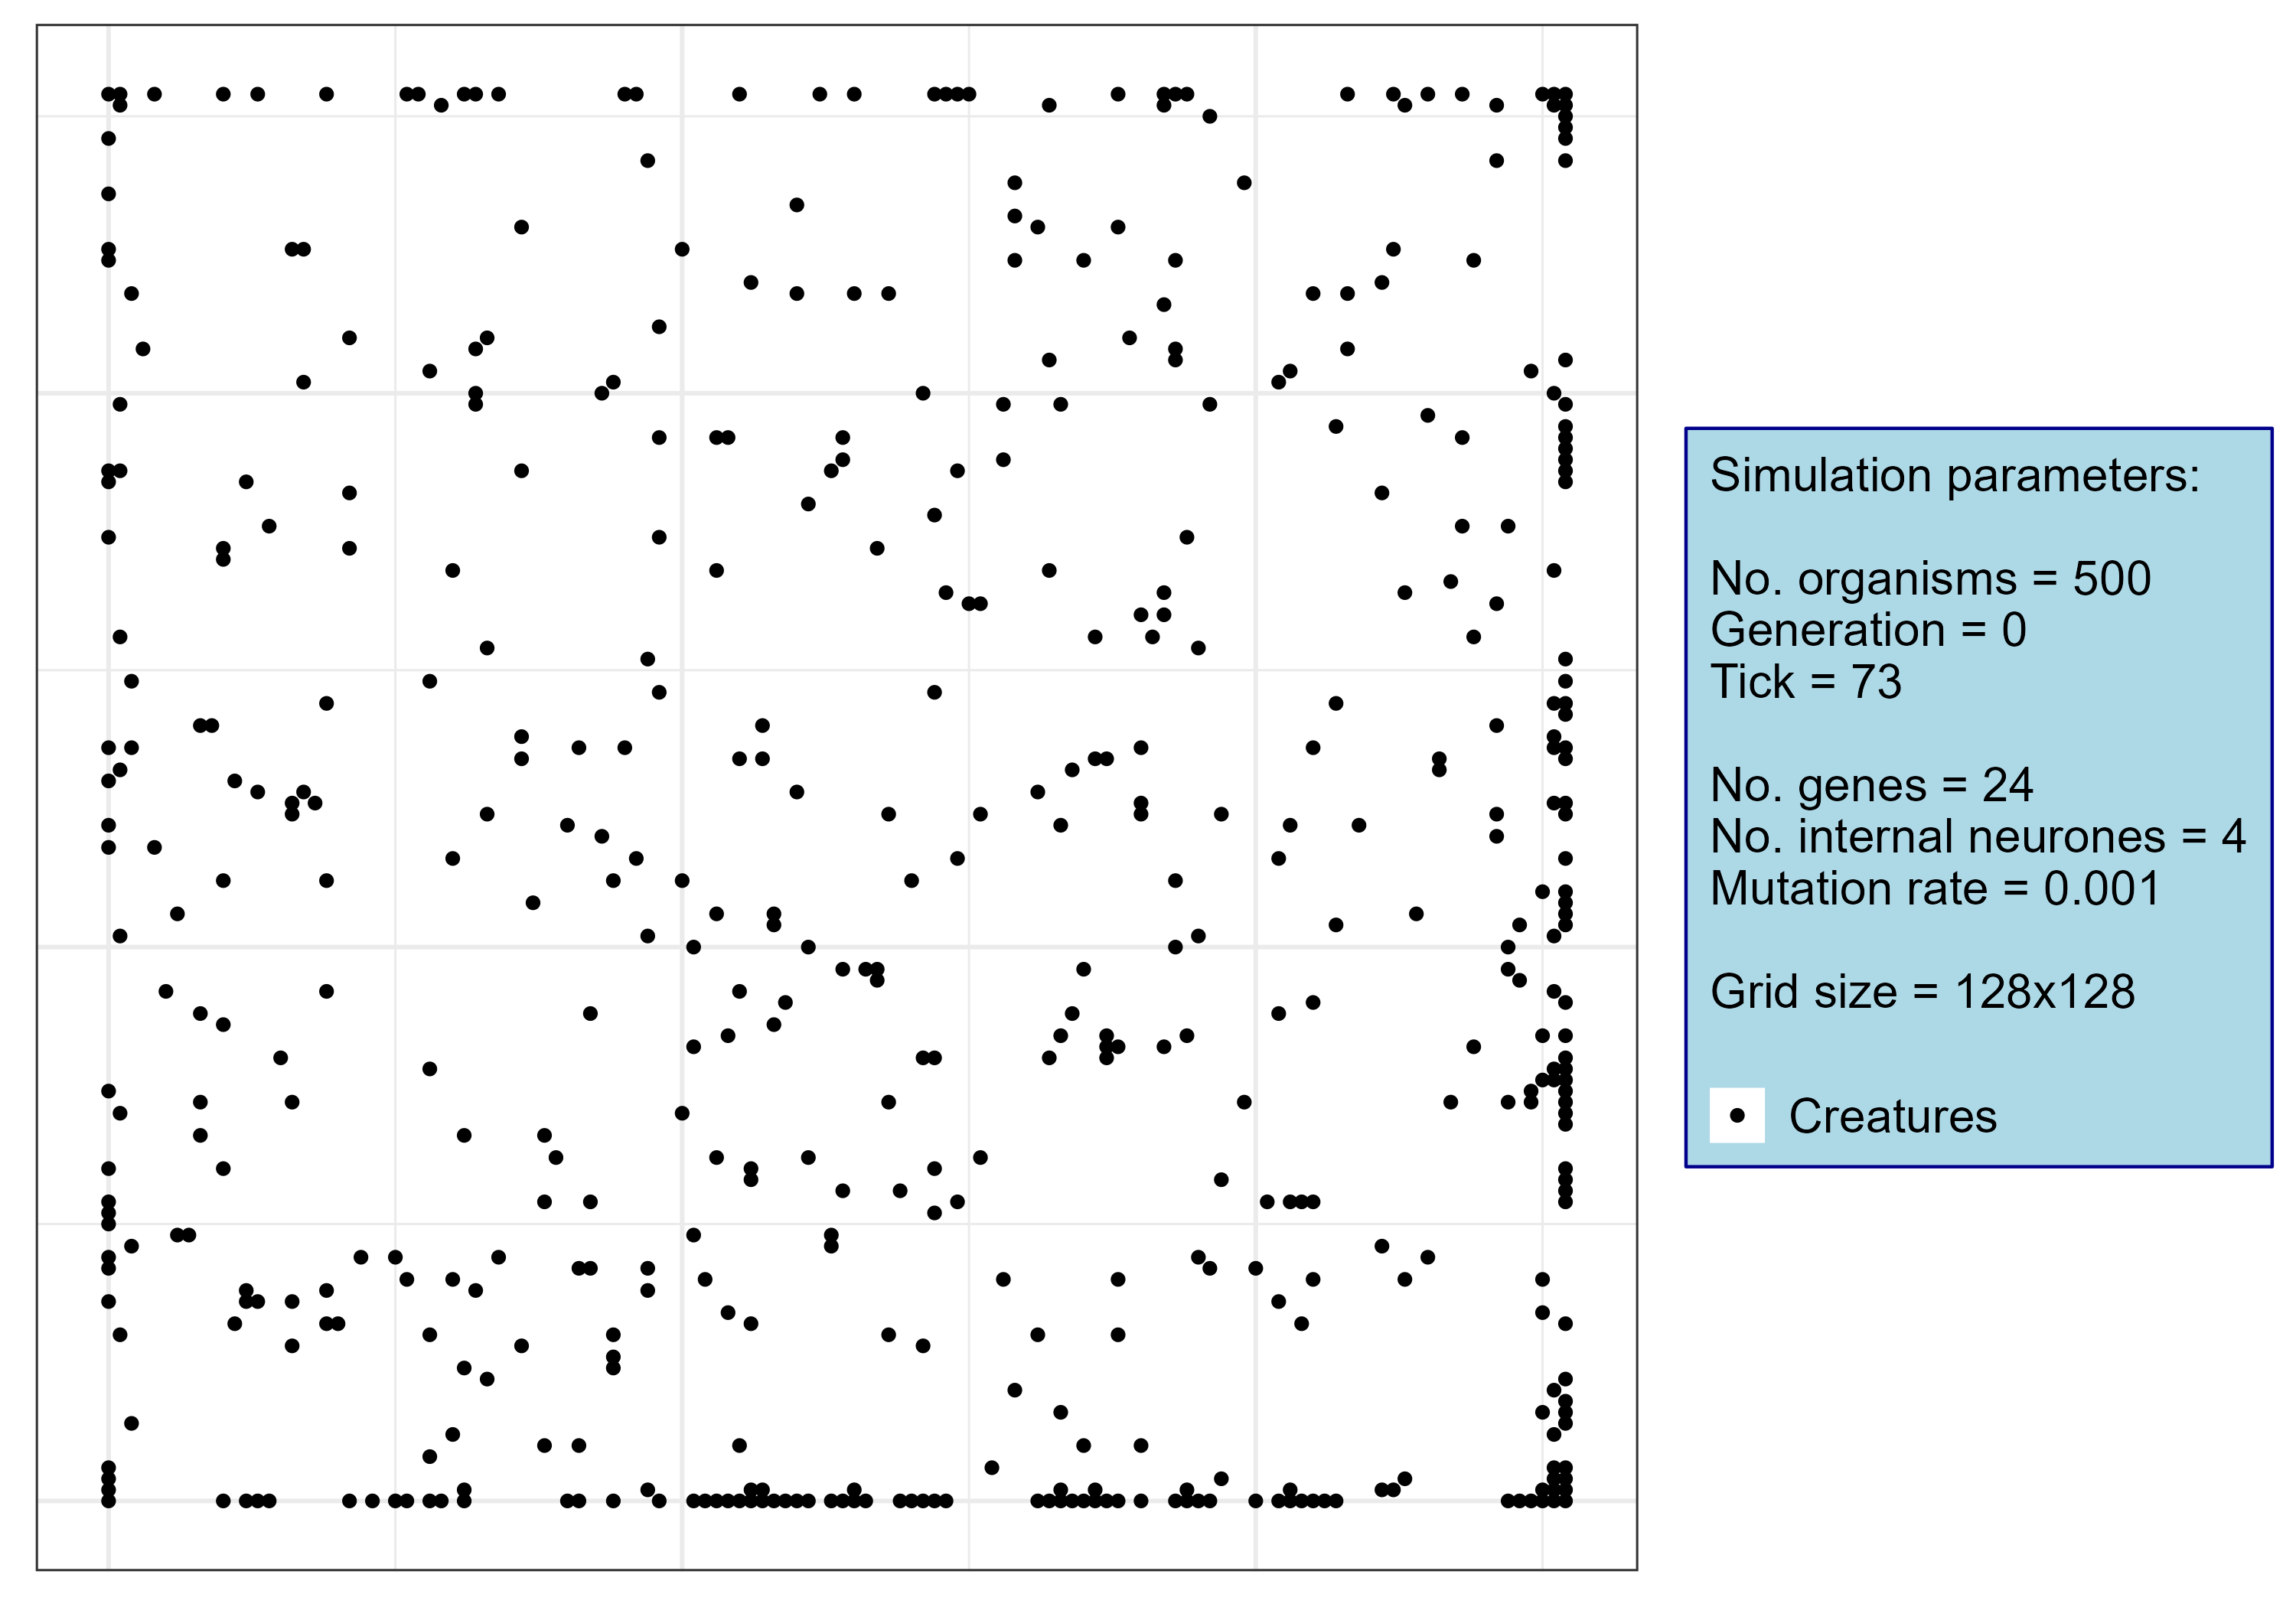 Simulation parameters:
No. organisms = 500
Generation = 0
Tick = 73
No. genes = 24
No. internal neurones = 4
Mutation rate = 0.001
Grid size = 128x128
Creatures